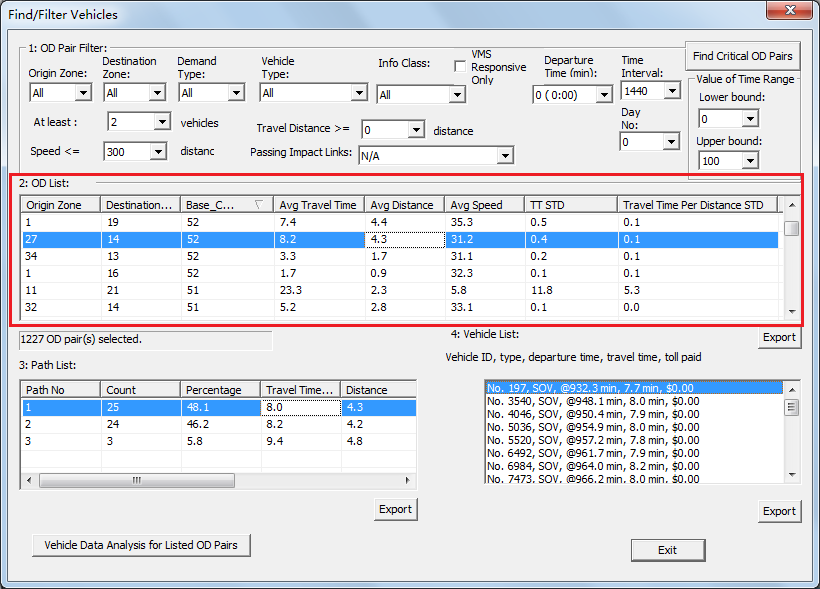 Find/Filter Vehicles
1: OD Pair Filter:
Origin Zone: Destination Zone: Demand Type: Vehicle Type: Info Class: VMS Responsive Only Departure Time (min): Time Interval: Find Critical OD Pairs
All All All All All 0 ( 0:00) 1440
Value of Time Range
Lower bound:
0
At least : 2 vehicles Travel Distance >= 0 distance Day No:
0
Upper bound:
100
Speed <= 300 distanc Passing Impact Links: N/A
2: OD List:
Origin Zone Destination... Base_C... Avg Travel Time Avg Distance Avg Speed TT STD Travel Time Per Distance STD
1 19 52 7.4 4.4 35.3 0.5 0.1
27 14 52 8.2 4.3 31.2 0.4 0.1
34 13 52 3.3 1.7 31.1 0.2 0.1
1 16 52 1.7 0.9 32.3 0.1 0.1
11 21 51 23.3 2.3 5.8 11.8 5.3
32 14 51 5.2 2.8 33.1 0.1 0.0
1227 OD pair(s) selected.
4: Vehicle List:
Export
Vehicle ID, type, departure time, travel time, toll paid
3: Path List:
Path No Count Percentage Travel Time... Distance
1 25 48.1 8.0 4.3
2 24 46.2 8.2 4.2
3 3 5.8 9.4 4.8
No. 197, SOV, @932.3 min, 7.7 min, $0.00
No. 3540, SOV, @948.1 min, 8.0 min, $0.00
No. 4046, SOV, @950.4 min, 7.9 min, $0.00
No. 5036, SOV, @954.9 min, 8.0 min, $0.00
No. 5520, SOV, @957.2 min, 7.8 min, $0.00
No. 6492, SOV, @961.7 min, 7.9 min, $0.00
No. 6984, SOV, @964.0 min, 8.2 min, $0.00
No. 7473, SOV, @966.2 min, 8.0 min, $0.00
Export
Export
Vehicle Data Analysis for Listed OD Pairs
Exit